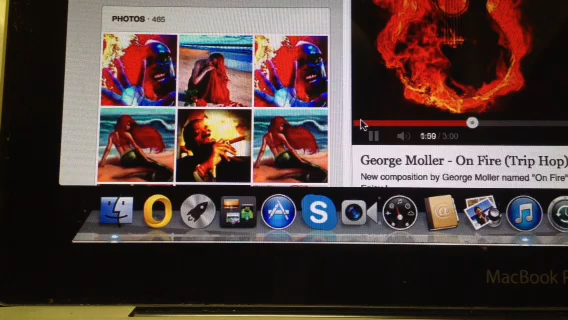 PHOTOS · 465
1:59 / 3:00
George Moller - On Fire (Trip Hop)
New composition by George Moller named "On Fire"
MacBook P